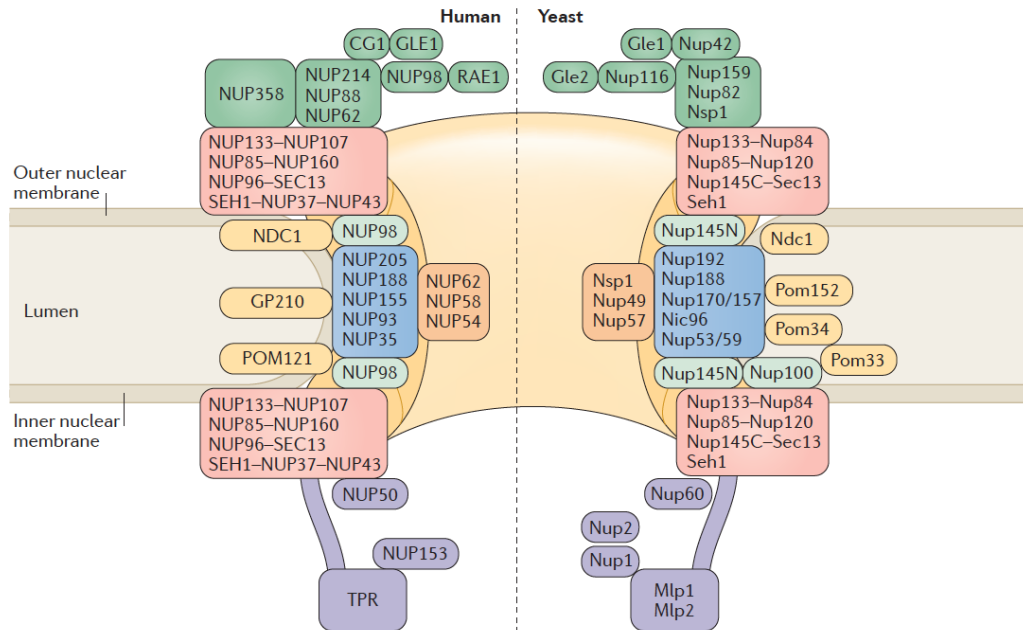 Human
Yeast
CG1
GLE1
NUP358
NUP214
NUP88
NUP62
NUP98
RAE1
NUP133–NUP107
NUP85–NUP160
NUP96–SEC13
SEH1–NUP37–NUP43
Outer nuclear
membrane
NDC1
NUP98
NUP205
NUP188
NUP155
NUP93
NUP35
NUP62
NUP58
NUP54
Lumen
GP210
POM121
NUP98
Inner nuclear
membrane
NUP133–NUP107
NUP85–NUP160
NUP96–SEC13
SEH1–NUP37–NUP43
NUP50
NUP153
TPR
Gle1
Nup42
Gle2
Nup116
Nup159
Nup82
Nsp1
Nup133–Nup84
Nup85–Nup120
Nup145C–Sec13
Seh1
Nup145N
Ndc1
Nsp1
Nup49
Nup57
Nup192
Nup188
Nup170/157
Nic96
Nup53/59
Pom152
Pom34
Pom33
Nup145N
Nup100
Nup133–Nup84
Nup85–Nup120
Nup145C–Sec13
Seh1
Nup60
Nup2
Nup1
Mlp1
Mlp2